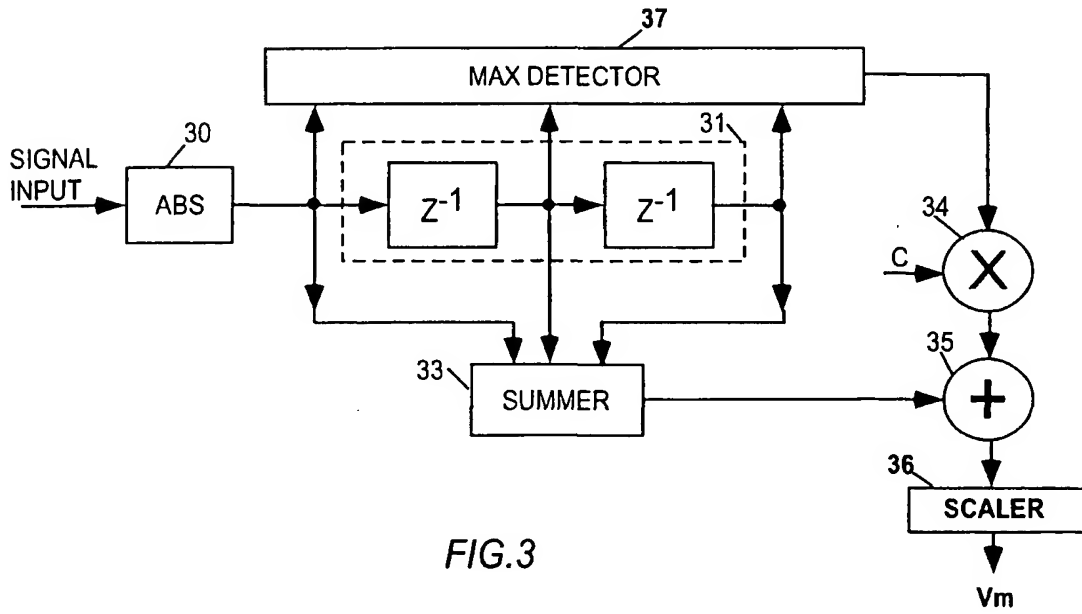 37
MAX DETECTOR
30
31
SIGNAL
INPUT
ABS
Z-1
Z-1
34
C
X
35
+
33
SUMMER
36
SCALER
FIG.3
Vm